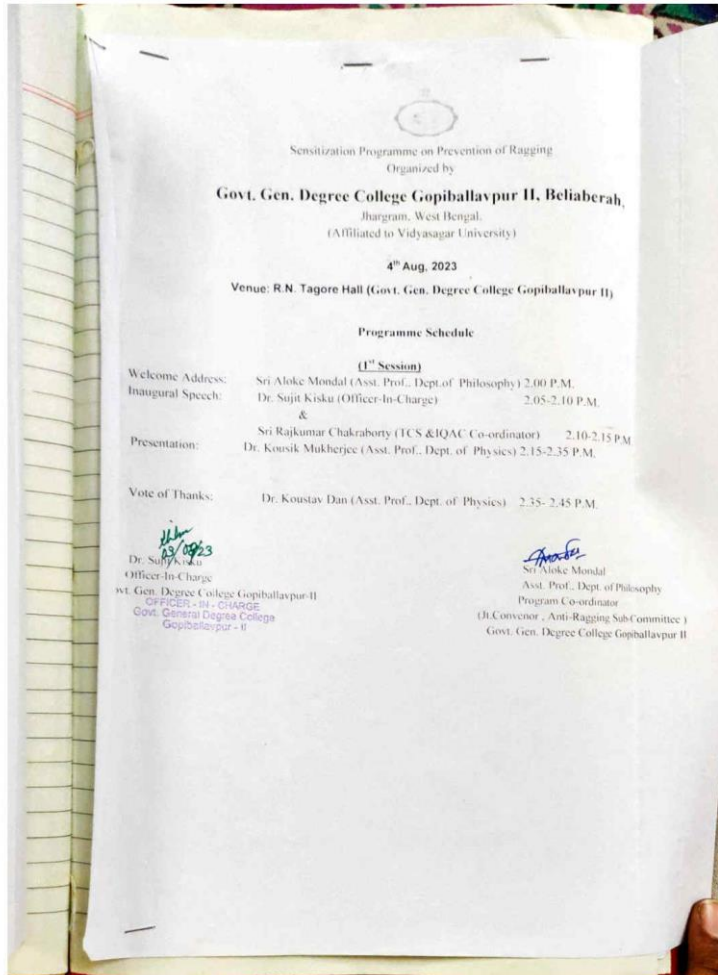 Sensitization Programme on Prevention of Ragging
Organized by
Govt. Gen. Degree College Gopiballavpur II, Beliaberah,
Jhargram, West Bengal.
(Affiliated to Vidyasagar University)
4th Aug, 2023
Venue: R.N. Tagore Hall (Govt. Gen. Degree College Gopiballavpur II)
Programme Schedule
(1st Session)
Welcome Address: Sri Aloke Mondal (Asst. Prof., Dept.of Philosophy) 2.00 P.M.
Inaugural Speech: Dr. Sujit Kisku (Officer-In-Charge) 2.05-2.10 P.M.
&
Sri Rajkumar Chakraborty (TCS &IQAC Co-ordinator) 2.10-2.15 P.M
Presentation: Dr. Kousik Mukherjee (Asst. Prof., Dept. of Physics) 2.15-2.35 P.M.
Vote of Thanks: Dr. Koustav Dan (Asst. Prof., Dept. of Physics) 2.35- 2.45 P.M.
03/08/23
Dr. Sujit Kisku
Officer-In-Charge
ovt. Gen. Degree College Gopiballavpur-II
OFFICER - IN - CHARGE
Govt. General Degree College
Gopiballavpur - II
Sri Aloke Mondal
Asst. Prof., Dept. of Philosophy
Program Co-ordinator
(Jt.Convenor , Anti-Ragging Sub Committee )
Govt. Gen. Degree College Gopiballavpur II